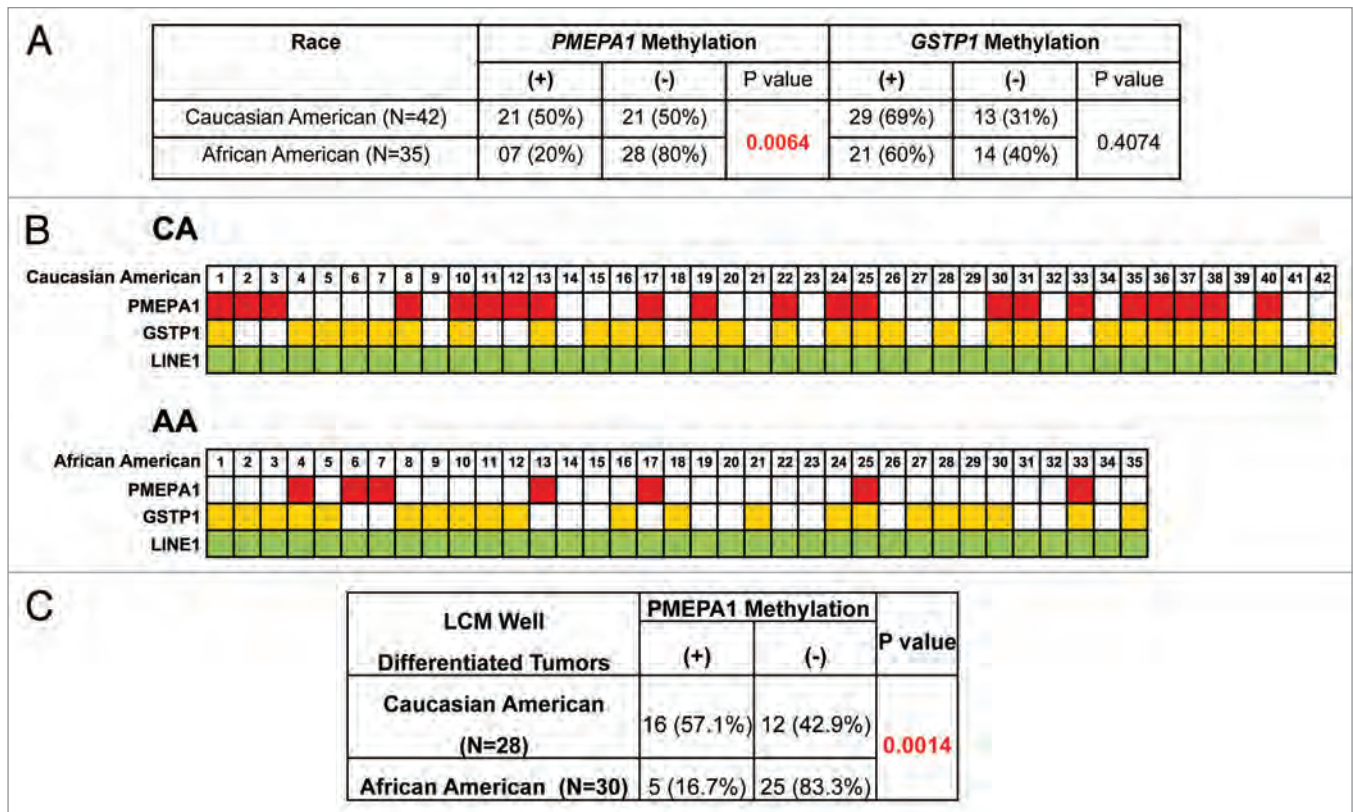 A
Race PMEPA1 Methylation GSTP1 Methylation
(+) (-) P value (+) (-) P value
Caucasian American (N=42) 21 (50%) 21 (50%) 0.0064 29 (69%) 13 (31%) 0.4074
African American (N=35) 07 (20%) 28 (80%) 21 (60%) 14 (40%)
B
CA
Caucasian American 1 2 3 4 5 6 7 8 9 10 11 12 13 14 15 16 17 18 19 20 21 22 23 24 25 26 27 28 29 30 31 32 33 34 35 36 37 38 39 40 41 42
PMEPA1
GSTP1
LINE1
AA
African American 1 2 3 4 5 6 7 8 9 10 11 12 13 14 15 16 17 18 19 20 21 22 23 24 25 26 27 28 29 30 31 32 33 34 35
PMEPA1
GSTP1
LINE1
C
LCM Well
Differentiated Tumors
PMEPA1 Methylation
(+) (-)
P value
Caucasian American
(N=28)
16 (57.1%) 12 (42.9%)
0.0014
African American (N=30) 5 (16.7%) 25 (83.3%)